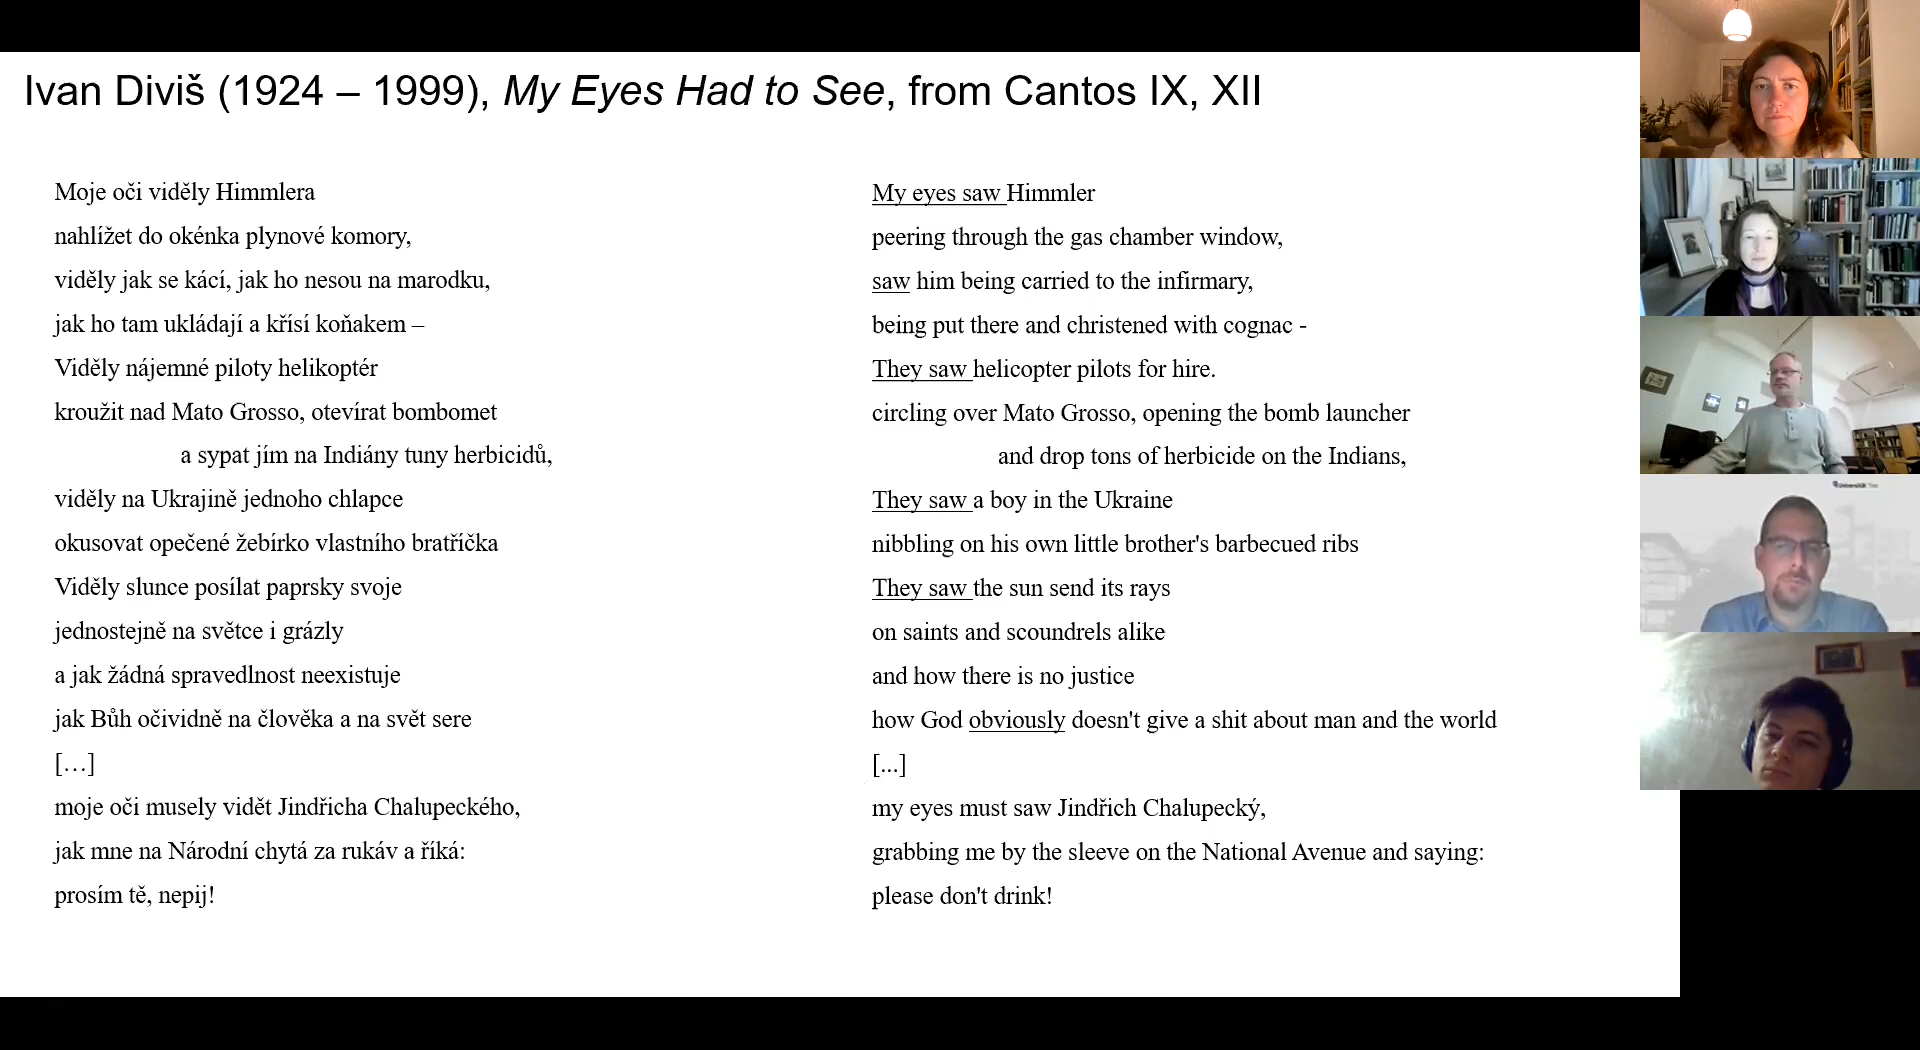 Ivan Diviš (1924 – 1999), My Eyes Had to See, from Cantos IX, XII
Moje oči viděly Himmlera
nahlížet do okénka plynové komory,
viděly jak se kácí, jak ho nesou na marodku,
jak ho tam ukládají a křísí koňakem –
Viděly nájemné piloty helikoptér
kroužit nad Mato Grosso, otevírat bombomet
a sypat jím na Indiány tuny herbicidů,
viděly na Ukrajině jednoho chlapce
okusovat opečené žebírko vlastního bratříčka
Viděly slunce posílat paprsky svoje
jednostejně na světce i grázly
a jak žádná spravedlnost neexistuje
jak Bůh očividně na člověka a na svět sere
[…]
moje oči musely vidět Jindřicha Chalupeckého,
jak mne na Národní chytá za rukáv a říká:
prosím tě, nepij!
My eyes saw Himmler
peering through the gas chamber window,
saw him being carried to the infirmary,
being put there and christened with cognac -
They saw helicopter pilots for hire.
circling over Mato Grosso, opening the bomb launcher
and drop tons of herbicide on the Indians,
They saw a boy in the Ukraine
nibbling on his own little brother's barbecued ribs
They saw the sun send its rays
on saints and scoundrels alike
and how there is no justice
how God obviously doesn't give a shit about man and the world
[...]
my eyes must saw Jindřich Chalupecký,
grabbing me by the sleeve on the National Avenue and saying:
please don't drink!